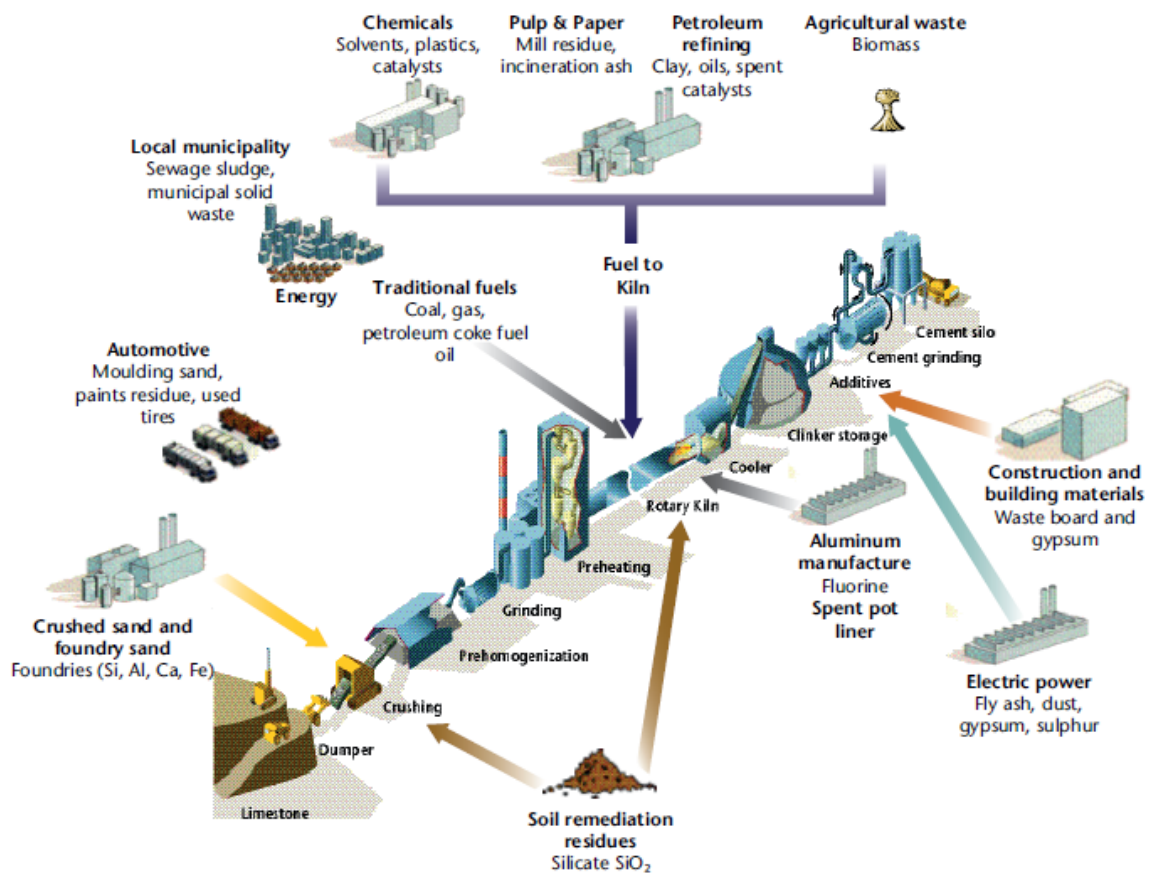 Chemicals
Solvents, plastics,
catalysts
Pulp & Paper
Mill residue,
incineration ash
Petroleum
refining
Clay, oils, spent
catalysts
Agricultural waste
Biomass
Local municipality
Sewage sludge,
municipal solid
waste
Energy
Fuel to
Kiln
Traditional fuels
Coal, gas,
petroleum coke fuel
oil
Automotive
Moulding sand,
paints residue, used
tires
Cement silo
Cement grinding
Additives
Clinker storage
Cooler
Rotary Kiln
Preheating
Grinding
Prehomogenization
Crushing
Dumper
Limestone
Construction and
building materials
Waste board and
gypsum
Aluminum
manufacture
Fluorine
Spent pot
liner
Crushed sand and
foundry sand
Foundries (Si, Al, Ca, Fe)
Electric power
Fly ash, dust,
gypsum, sulphur
Soil remediation
residues
Silicate SiO₂